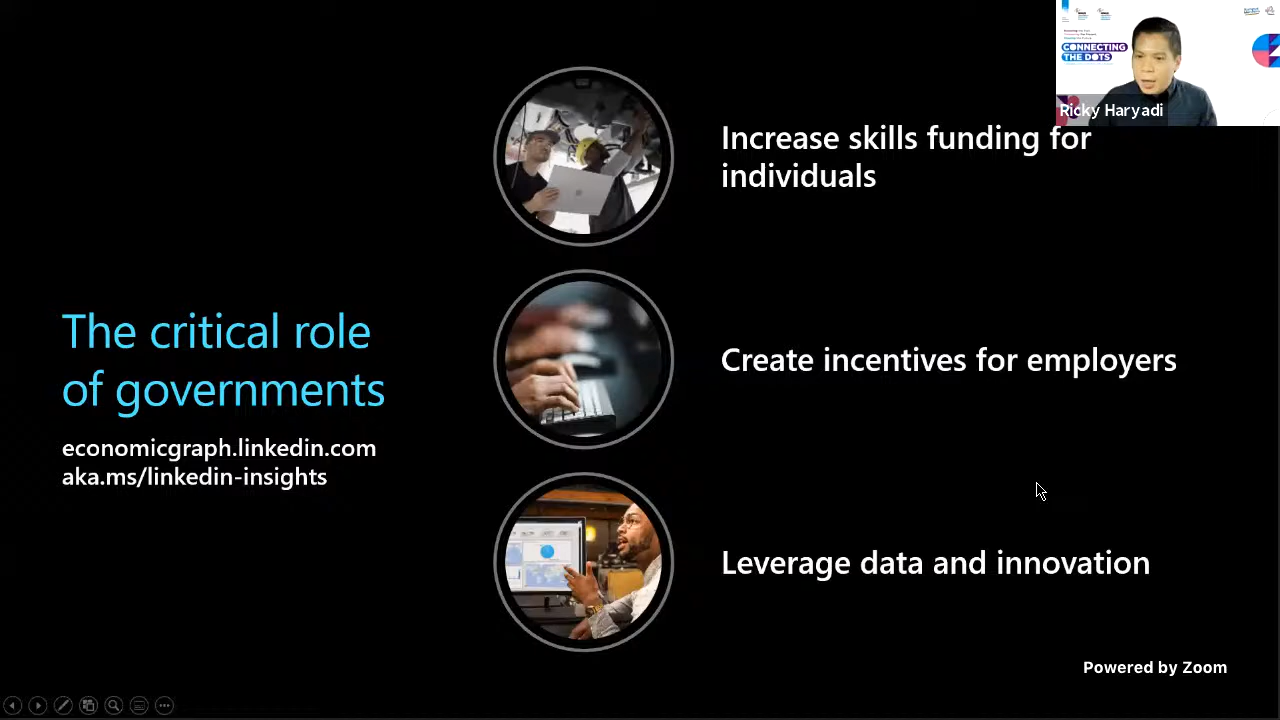 CONNECTING
THE DOTS
Ricky Haryadi
Increase skills funding for
individuals
The critical role
of governments
economicgraph.linkedin.com
aka.ms/linkedin-insights
Create incentives for employers
Leverage data and innovation
Powered by Zoom